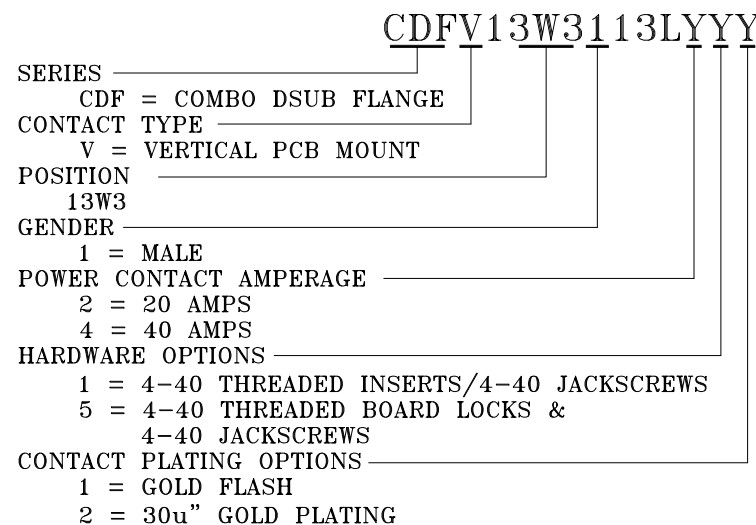 CDFV13W3113LYYY
SERIES
CDF = COMBO DSUB FLANGE
CONTACT TYPE
V = VERTICAL PCB MOUNT
POSITION
13W3
GENDER
1 = MALE
POWER CONTACT AMPERAGE
2 = 20 AMPS
4 = 40 AMPS
HARDWARE OPTIONS
1 = 4-40 THREADED INSERTS/4-40 JACKSCREWS
5 = 4-40 THREADED BOARD LOCKS &
4-40 JACKSCREWS
CONTACT PLATING OPTIONS
1 = GOLD FLASH
2 = 30u" GOLD PLATING